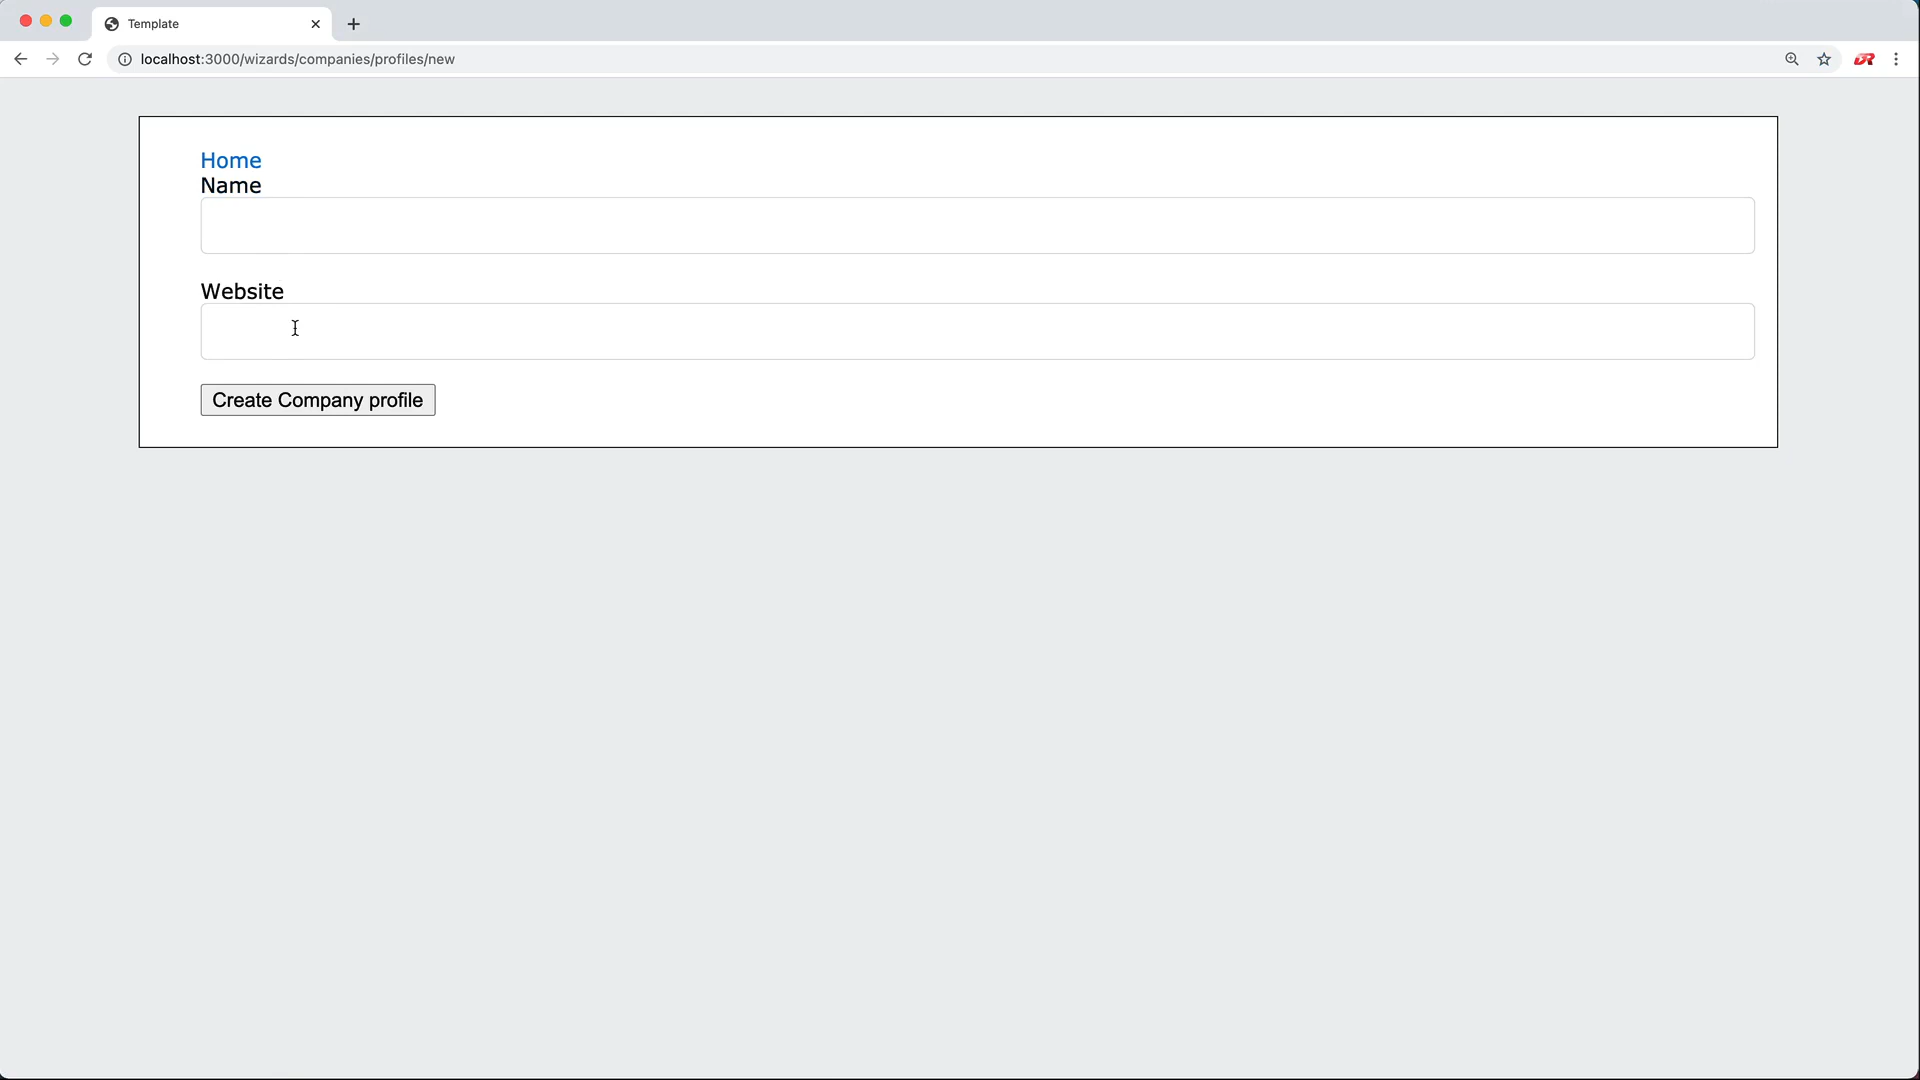 Template
localhost:3000/wizards/companies/profiles/new
Home
Name
Website
Create Company profile